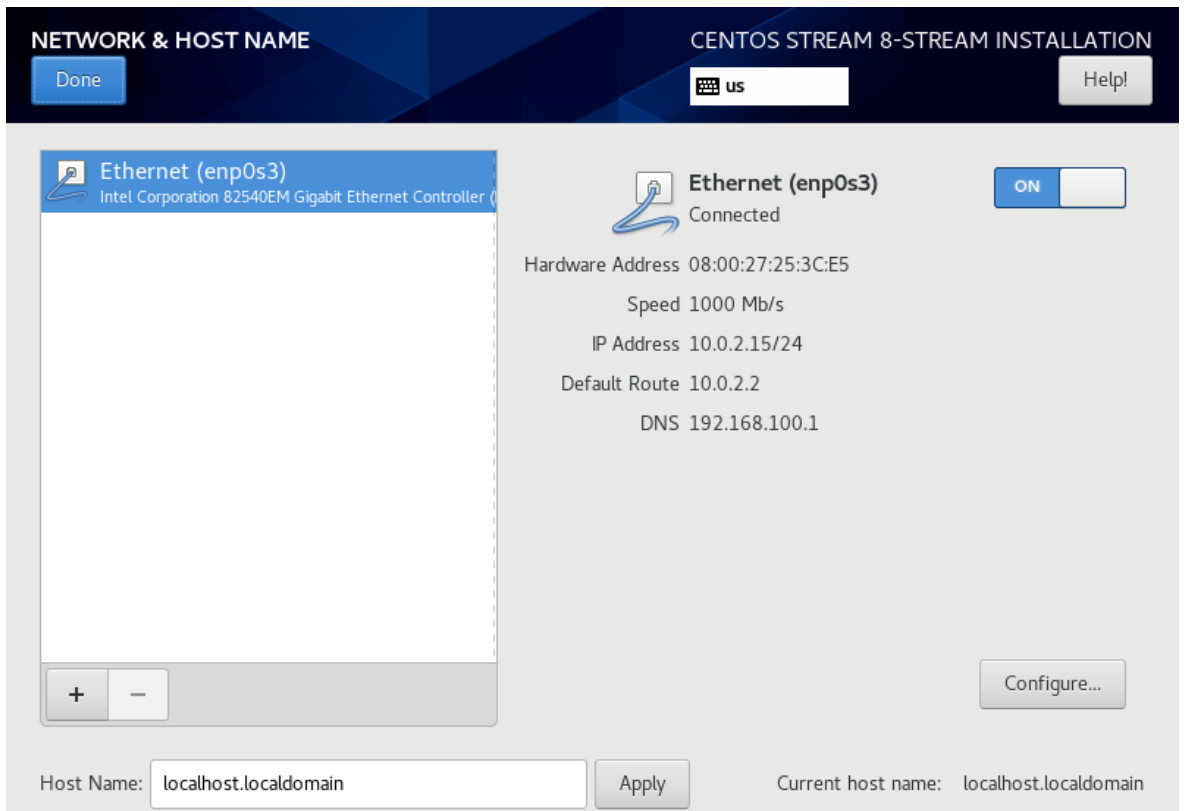 NETWORK & HOST NAME
CENTOS STREAM 8-STREAM INSTALLATION
Done
us
Help!
Ethernet (enp0s3)
Intel Corporation 82540EM Gigabit Ethernet Controller (
Ethernet (enp0s3)
Connected
ON
Hardware Address 08:00:27:25:3C:E5
Speed 1000 Mb/s
IP Address 10.0.2.15/24
Default Route 10.0.2.2
DNS 192.168.100.1
+ −
Configure...
Host Name: localhost.localdomain Apply Current host name: localhost.localdomain